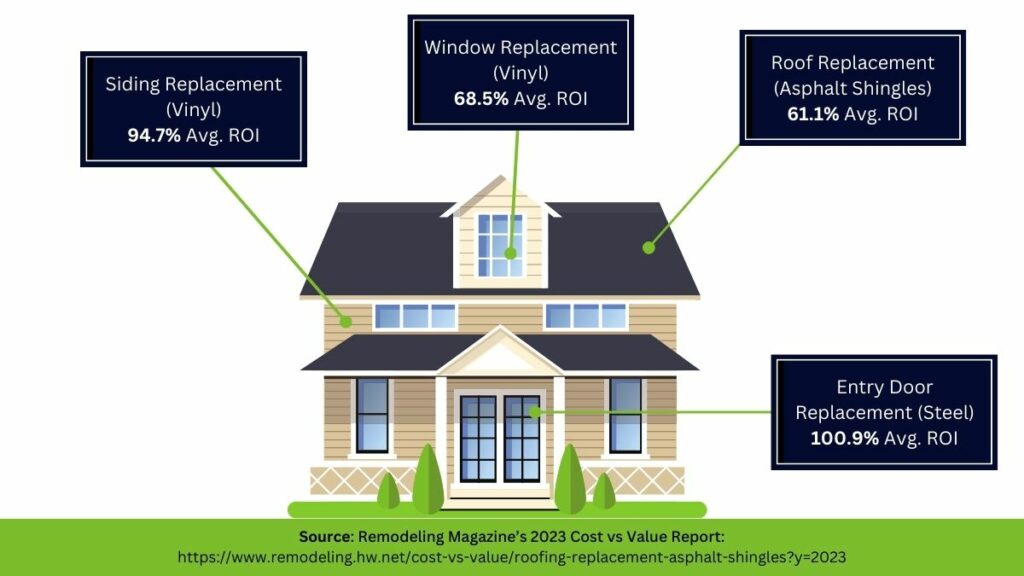 Siding Replacement
(Vinyl)
94.7% Avg. ROI
Window Replacement
(Vinyl)
68.5% Avg. ROI
Roof Replacement
(Asphalt Shingles)
61.1% Avg. ROI
Entry Door
Replacement (Steel)
100.9% Avg. ROI
Source: Remodeling Magazine’s 2023 Cost vs Value Report:
https://www.remodeling.hw.net/cost-vs-value/roofing-replacement-asphalt-shingles?y=2023